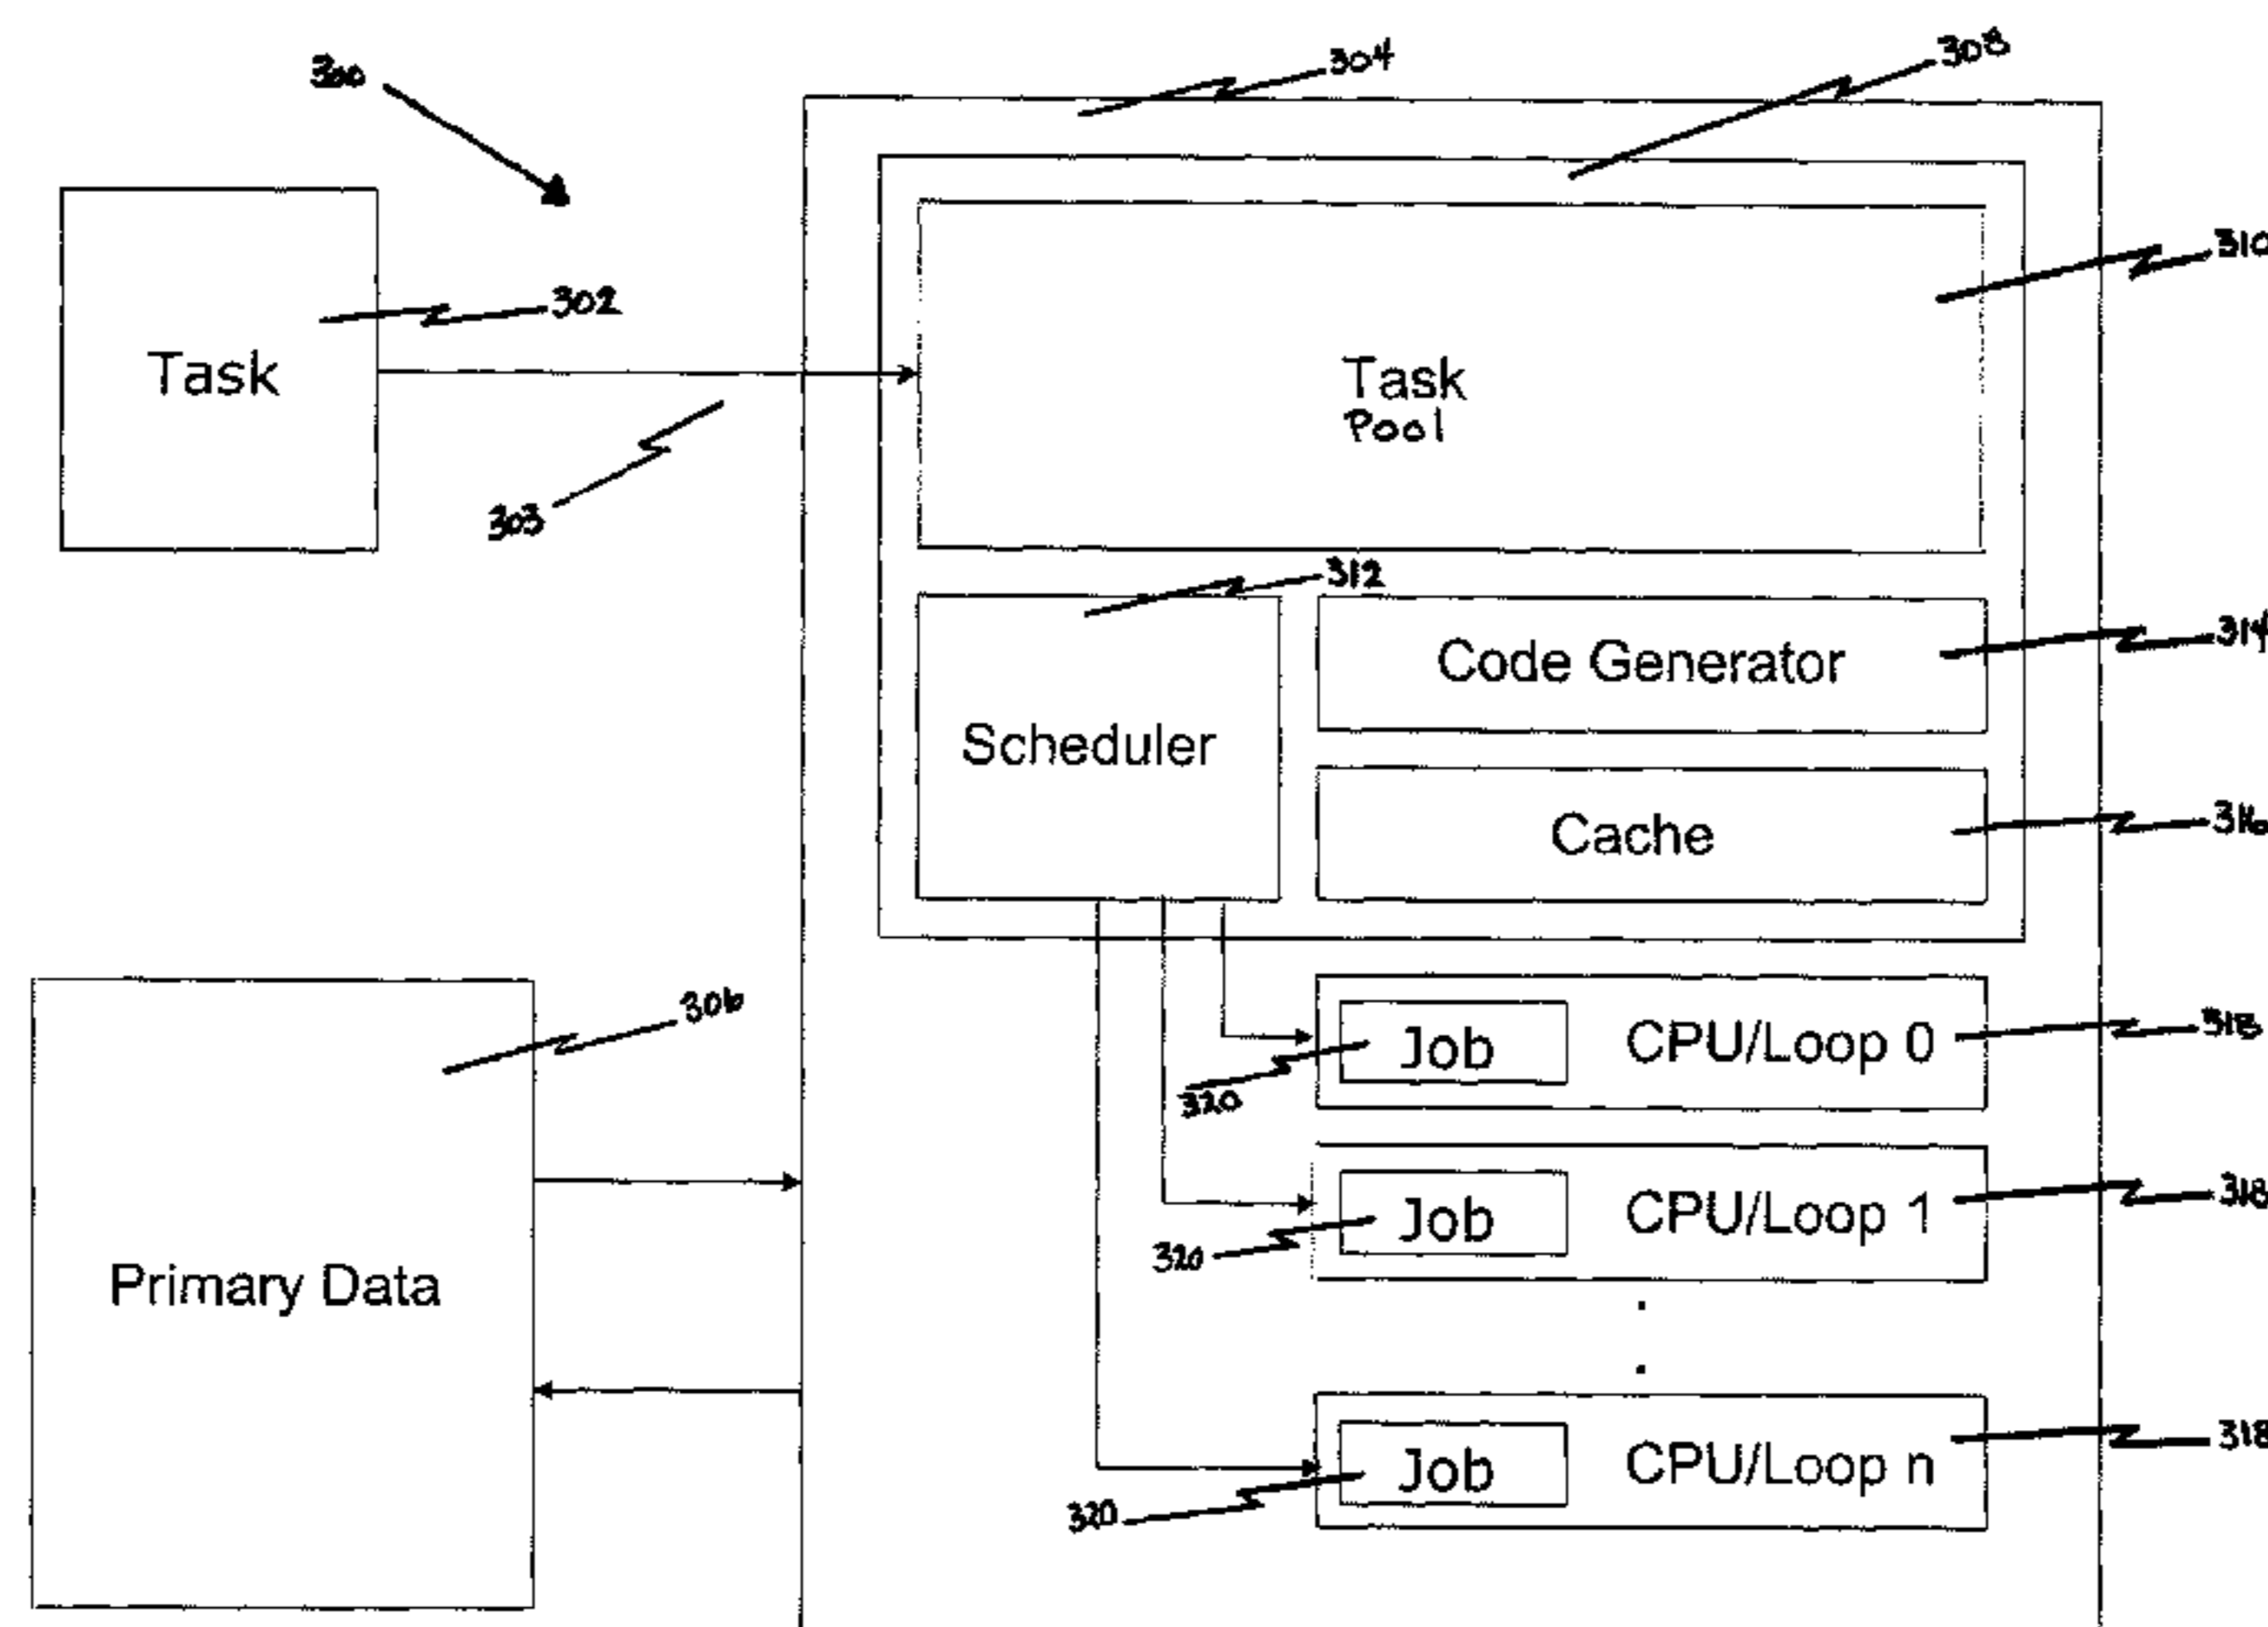 300
304
308
310
302
Task
Task
Pool
303
312
314
Code Generator
Scheduler
316
Cache
306
318
Job
CPU/Loop 0
320
318
Job
CPU/Loop 1
320
Primary Data
318
Job
CPU/Loop n
320